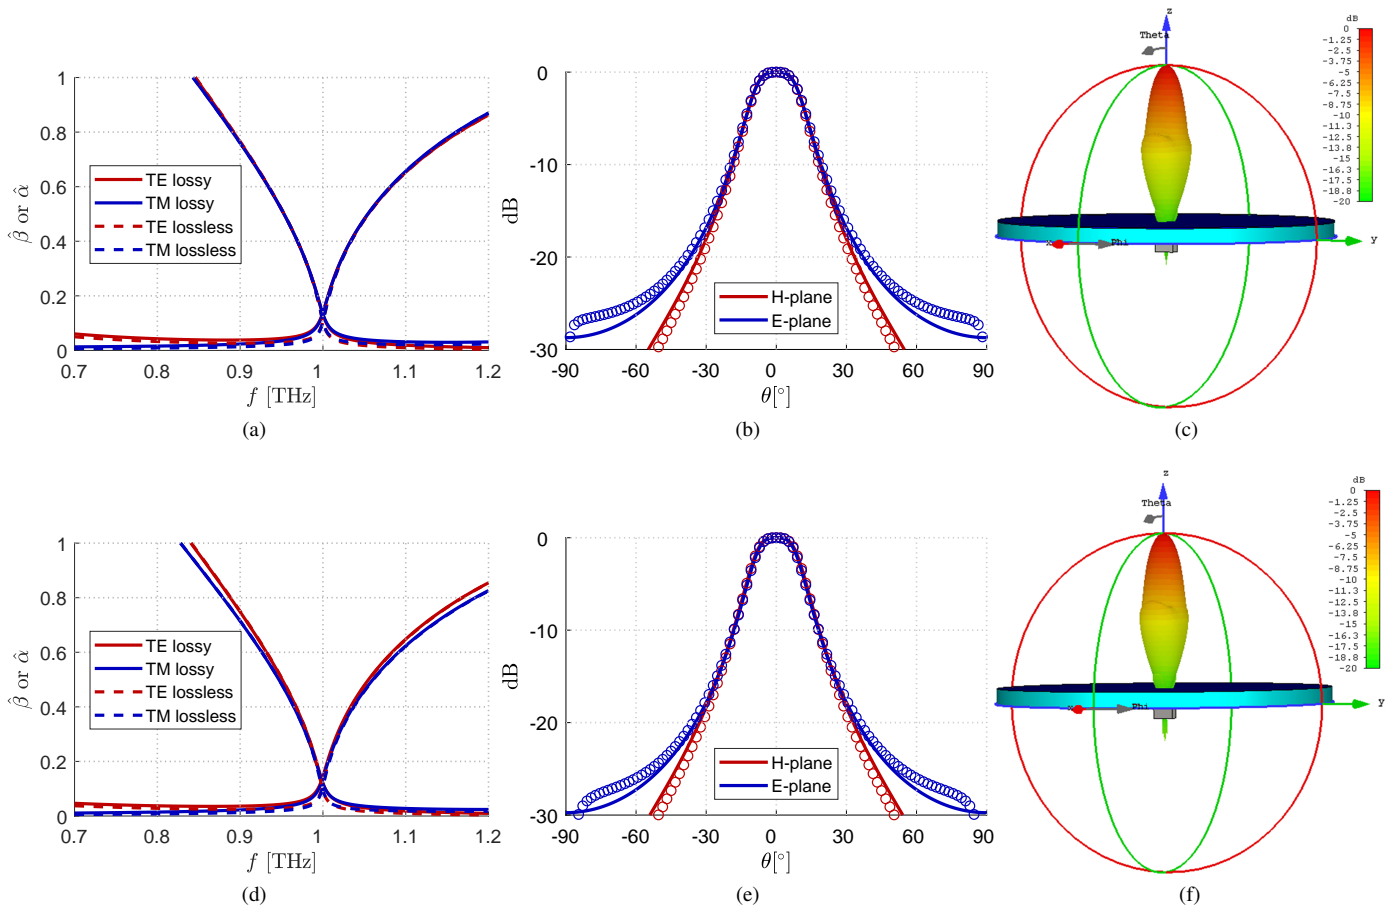 1
0.8
0.6
0.4
0.2
0
0.7 0.8 0.9 1 1.1 1.2
β̂ or α̂
f [THz]
TE lossy
TM lossy
TE lossless
TM lossless
(a)
0
-10
-20
-30
-90 -60 -30 0 30 60 90
dB
θ[°]
H-plane
E-plane
(b)
z
Theta
x
Phi
y
dB
0
-1.25
-2.5
-3.75
-5
-6.25
-7.5
-8.75
-10
-11.3
-12.5
-13.8
-15
-16.3
-17.5
-18.8
-20
(c)
1
0.8
0.6
0.4
0.2
0
0.7 0.8 0.9 1 1.1 1.2
β̂ or α̂
f [THz]
TE lossy
TM lossy
TE lossless
TM lossless
(d)
0
-10
-20
-30
-90 -60 -30 0 30 60 90
dB
θ[°]
H-plane
E-plane
(e)
z
Theta
x
Phi
y
dB
0
-1.25
-2.5
-3.75
-5
-6.25
-7.5
-8.75
-10
-11.3
-12.5
-13.8
-15
-16.3
-17.5
-18.8
-20
(f)